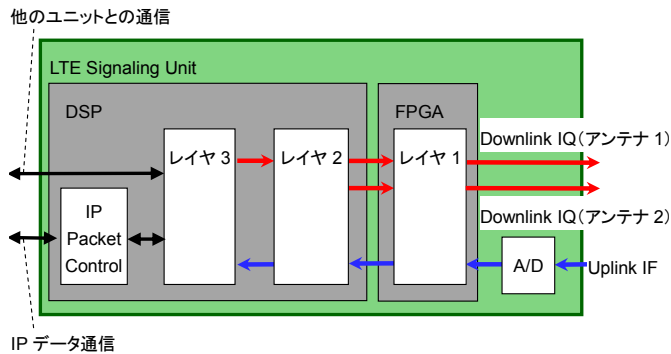 他のユニットとの通信
LTE Signaling Unit
DSP
FPGA
レイヤ 3
レイヤ 2
レイヤ 1
Downlink IQ(アンテナ 1)
IP
Packet
Control
Downlink IQ(アンテナ 2)
A/D
Uplink IF
IP データ通信